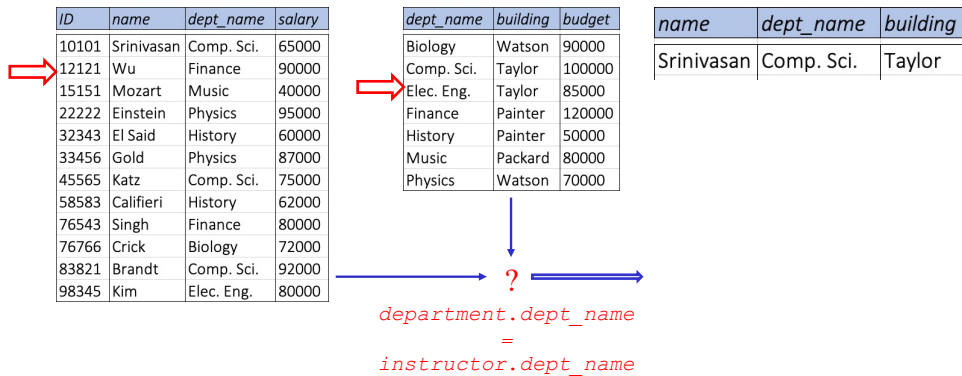 ID name dept_name salary
10101 Srinivasan Comp. Sci. 65000
12121 Wu Finance 90000
15151 Mozart Music 40000
22222 Einstein Physics 95000
32343 El Said History 60000
33456 Gold Physics 87000
45565 Katz Comp. Sci. 75000
58583 Califieri History 62000
76543 Singh Finance 80000
76766 Crick Biology 72000
83821 Brandt Comp. Sci. 92000
98345 Kim Elec. Eng. 80000
dept_name building budget
Biology Watson 90000
Comp. Sci. Taylor 100000
Elec. Eng. Taylor 85000
Finance Painter 120000
History Painter 50000
Music Packard 80000
Physics Watson 70000
name dept_name building
Srinivasan Comp. Sci. Taylor
?
department.dept_name
=
instructor.dept_name